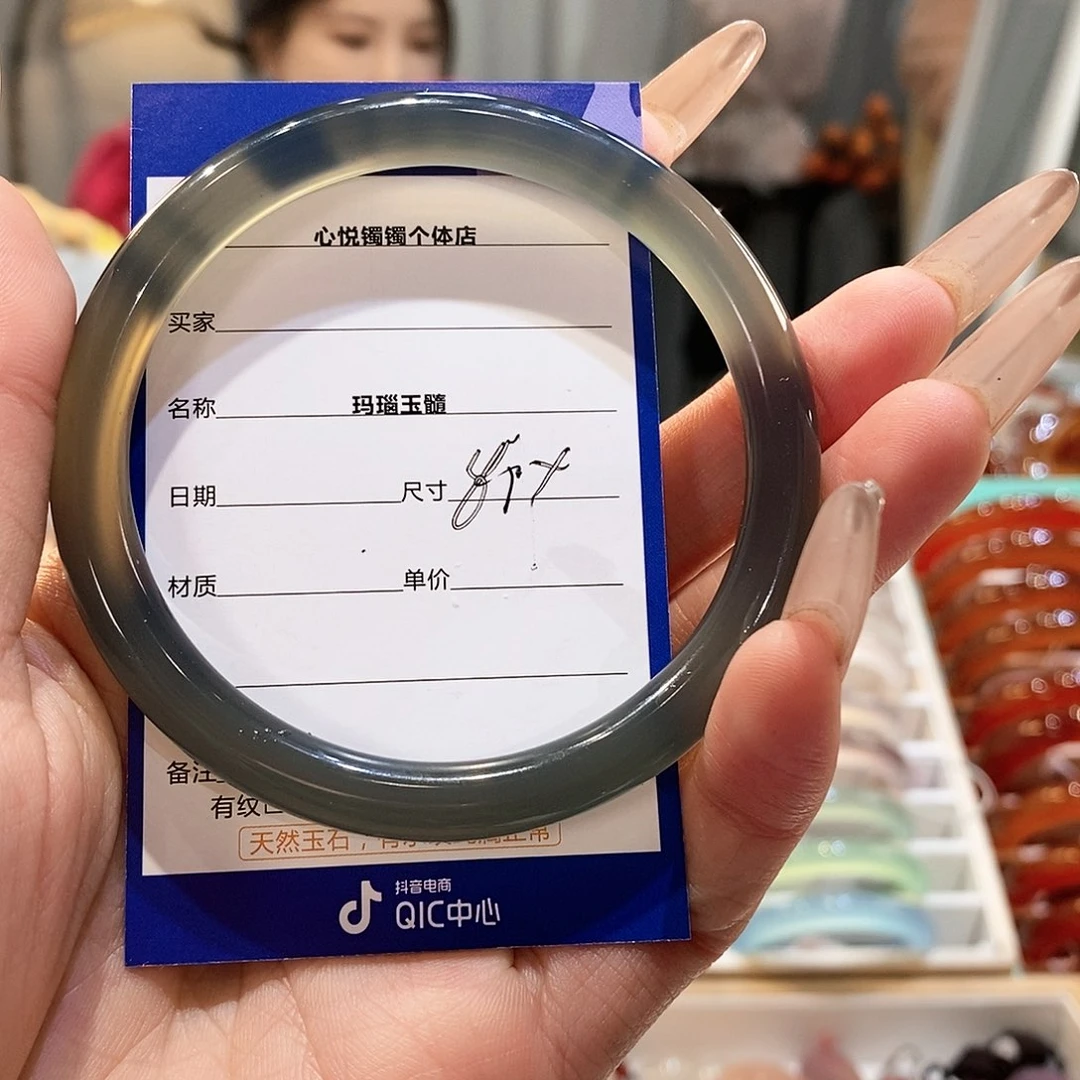 心悦镯镯个体店
买家
名称 玛瑙玉髓
日期 尺寸
材质 单价
备注
有纹
天然玉石，有
抖音电商
QIC中心